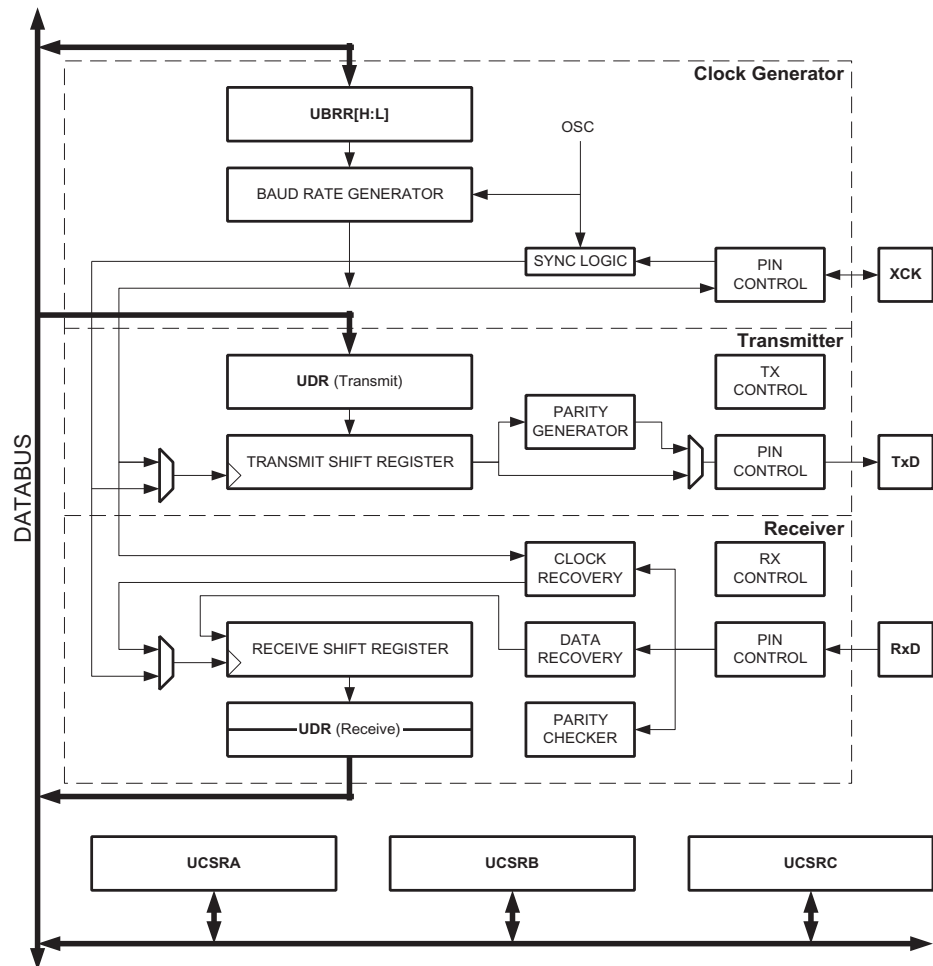 Clock Generator
UBRR[H:L]
OSC
BAUD RATE GENERATOR
SYNC LOGIC
PIN
CONTROL
XCK
Transmitter
UDR (Transmit)
TX
CONTROL
PARITY
GENERATOR
TRANSMIT SHIFT REGISTER
PIN
CONTROL
TxD
DATABUS
Receiver
CLOCK
RECOVERY
RX
CONTROL
RECEIVE SHIFT REGISTER
DATA
RECOVERY
PIN
CONTROL
RxD
UDR (Receive)
PARITY
CHECKER
UCSRA
UCSRB
UCSRC